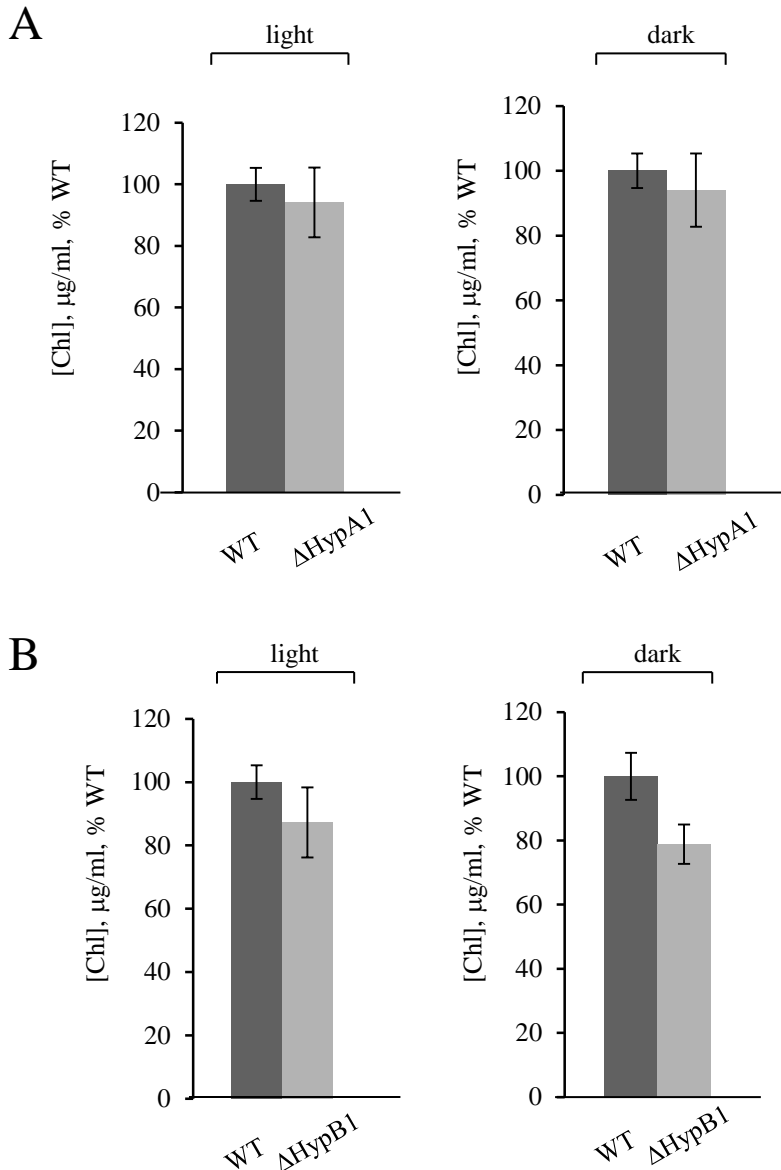 A
light
dark
[Chl], μg/ml, % WT
120
100
80
60
40
20
0
WT
ΔHypA1
[Chl], μg/ml, % WT
120
100
80
60
40
20
0
WT
ΔHypA1
B
light
dark
[Chl], μg/ml, % WT
120
100
80
60
40
20
0
WT
ΔHypB1
[Chl], μg/ml, % WT
120
100
80
60
40
20
0
WT
ΔHypB1